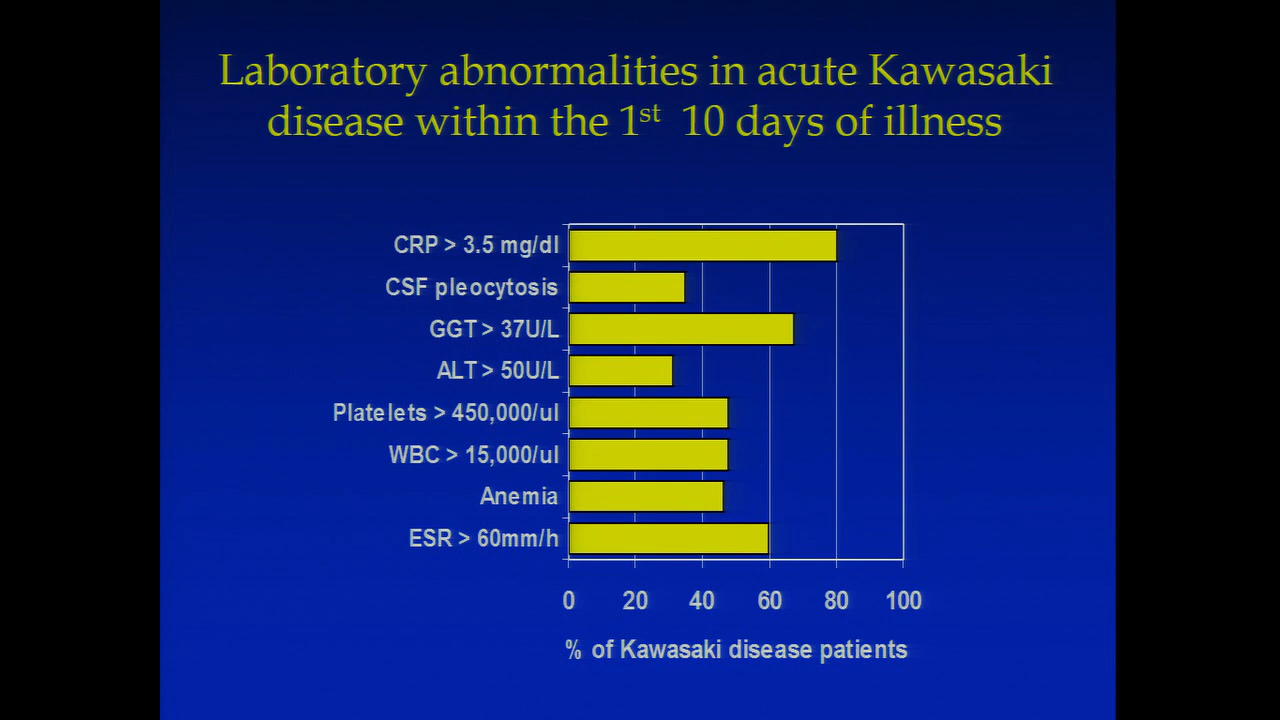 Laboratory abnormalities in acute Kawasaki
disease within the 1st 10 days of illness
CRP > 3.5 mg/dl
CSF pleocytosis
GGT > 37U/L
ALT > 50U/L
Platelets > 450,000/ul
WBC > 15,000/ul
Anemia
ESR > 60mm/h
0 20 40 60 80 100
% of Kawasaki disease patients